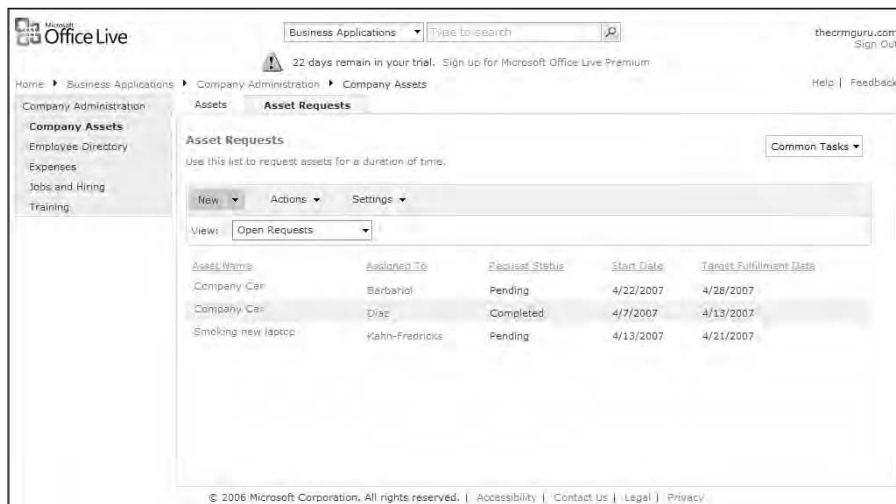 Microsoft
Office Live
Business Applications
Type to search
thecrmguru.com
Sign Out
22 days remain in your trial. Sign up for Microsoft Office Live Premium
Home Business Applications Company Administration Company Assets
Help | Feedback
Company Administration
Company Assets
Employee Directory
Expenses
Jobs and Hiring
Training
Assets Asset Requests
Asset Requests
Use this list to request assets for a duration of time.
Common Tasks
New Actions Settings
View: Open Requests
Asset Name Assigned To Request Status Start Date Target Fulfillment Date
Company Car Barbariol Pending 4/22/2007 4/28/2007
Company Car Diaz Completed 4/7/2007 4/13/2007
Smoking new laptop Kahn-Fredricks Pending 4/13/2007 4/21/2007
© 2006 Microsoft Corporation. All rights reserved. | Accessibility | Contact Us | Legal | Privacy